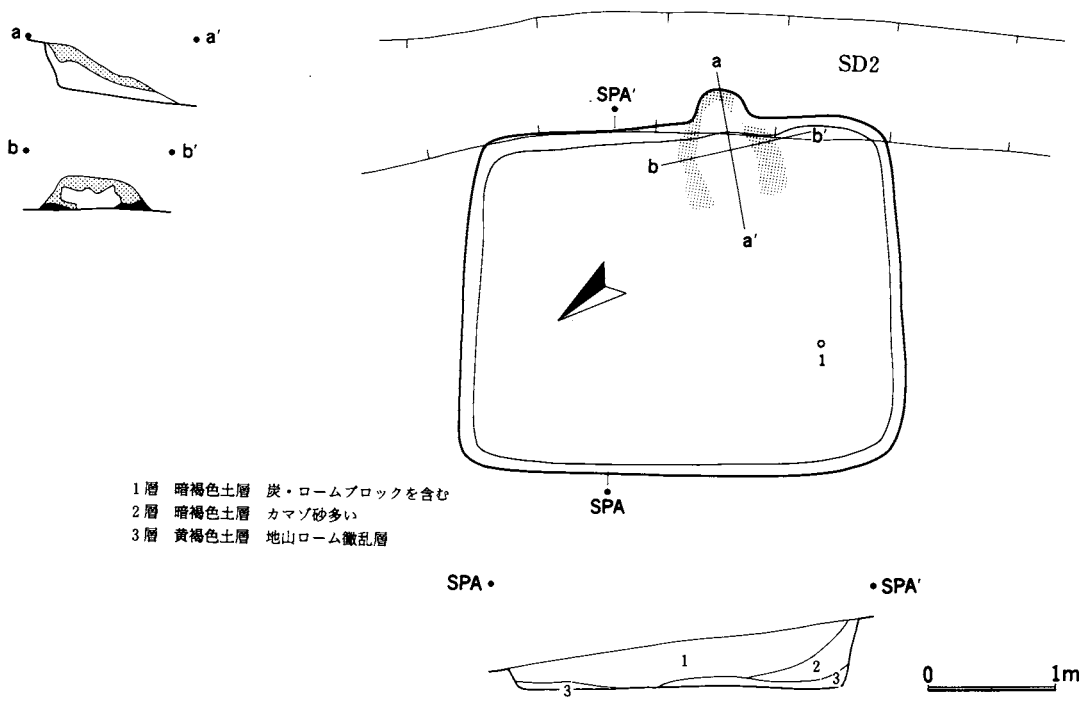 a
a′
b
b′
SD2
a
SPA′
b
b′
a′
1
SPA
1層 暗褐色土層 炭・ロームブロックを含む
2層 暗褐色土層 カマゾ砂多い
3層 黄褐色土層 地山ローム黴乱層
SPA
SPA′
1
2
3
3
0
1m